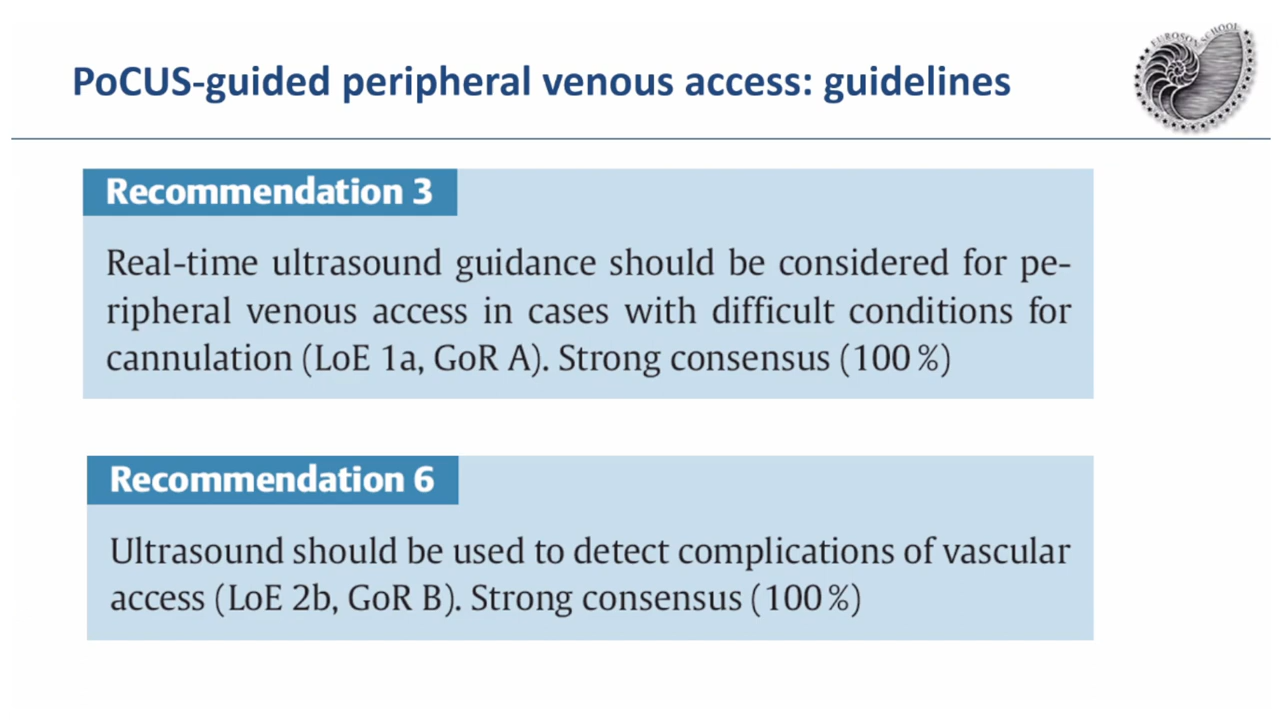 PoCUS-guided peripheral venous access: guidelines
EUROSON SCHOOL
Recommendation 3
Real-time ultrasound guidance should be considered for pe-
ripheral venous access in cases with difficult conditions for
cannulation (LoE 1a, GoR A). Strong consensus (100 %)
Recommendation 6
Ultrasound should be used to detect complications of vascular
access (LoE 2b, GoR B). Strong consensus (100 %)